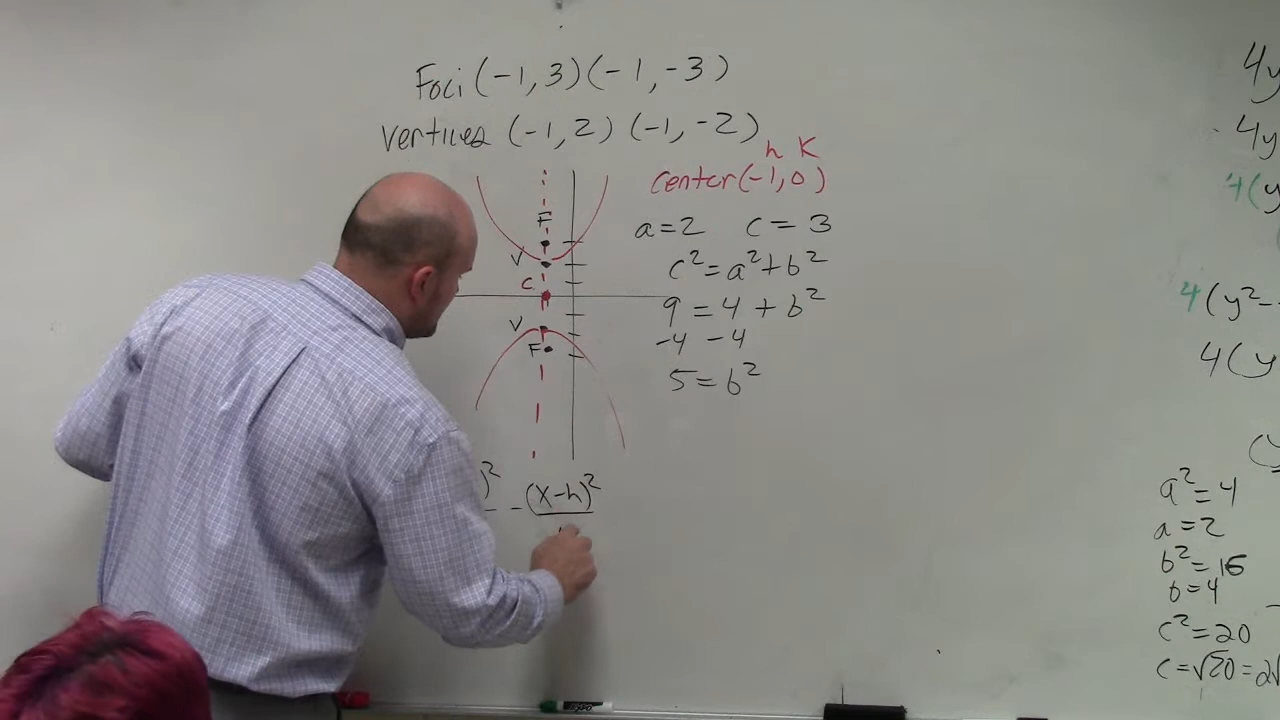 Foci (-1, 3) (-1, -3)
vertices (-1, 2) (-1, -2)
h K
center (-1, 0)
a = 2 c = 3
c² = a² + b²
9 = 4 + b²
-4 -4
5 = b²
F
V
C
V
F
)² - (x-h)²
4y
4y
4(y
4(y²-
4(y
(y
a² = 4
a = 2
b² = 16
b = 4
c² = 20
c = √20 = 2√